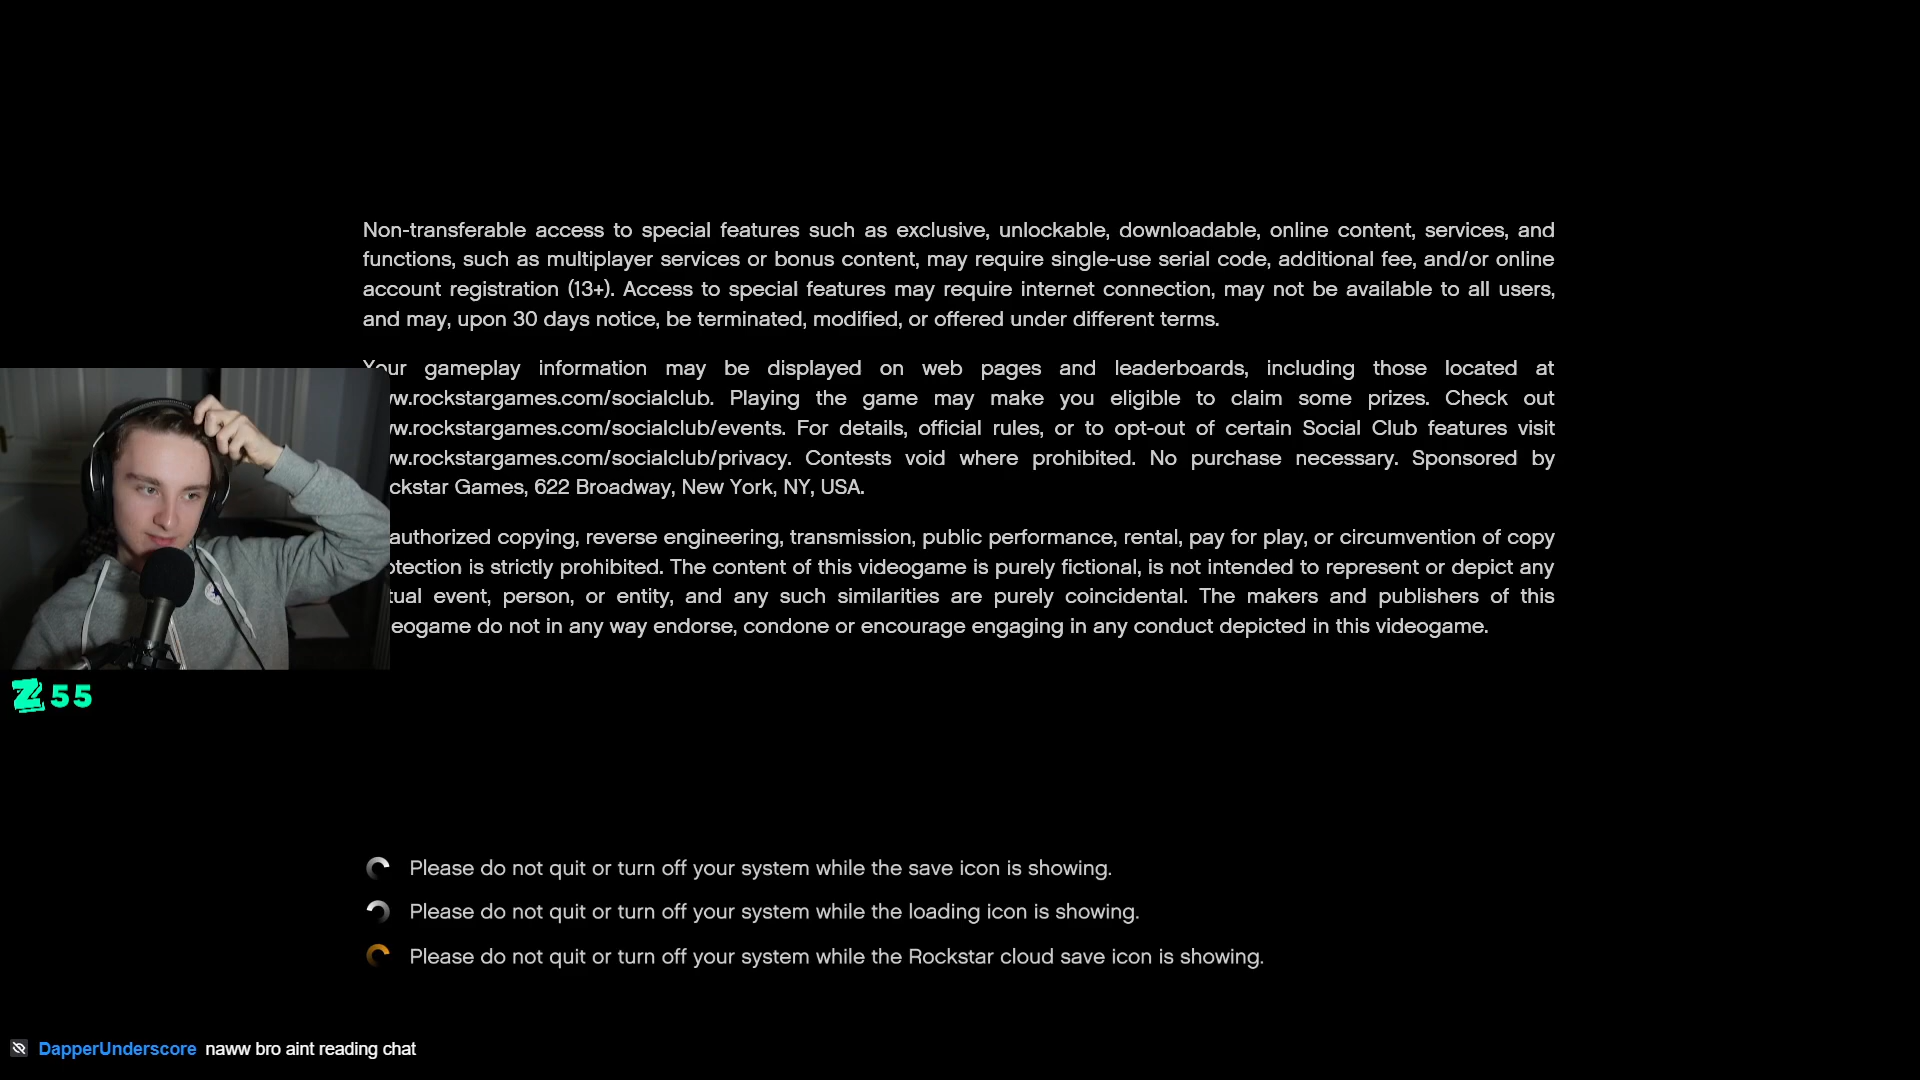 Non-transferable access to special features such as exclusive, unlockable, downloadable, online content, services, and
functions, such as multiplayer services or bonus content, may require single-use serial code, additional fee, and/or online
account registration (13+). Access to special features may require internet connection, may not be available to all users,
and may, upon 30 days notice, be terminated, modified, or offered under different terms.
Your gameplay information may be displayed on web pages and leaderboards, including those located at
w.rockstargames.com/socialclub. Playing the game may make you eligible to claim some prizes. Check out
w.rockstargames.com/socialclub/events. For details, official rules, or to opt-out of certain Social Club features visit
w.rockstargames.com/socialclub/privacy. Contests void where prohibited. No purchase necessary. Sponsored by
ckstar Games, 622 Broadway, New York, NY, USA.
authorized copying, reverse engineering, transmission, public performance, rental, pay for play, or circumvention of copy
otection is strictly prohibited. The content of this videogame is purely fictional, is not intended to represent or depict any
tual event, person, or entity, and any such similarities are purely coincidental. The makers and publishers of this
eogame do not in any way endorse, condone or encourage engaging in any conduct depicted in this videogame.
Z 55
Please do not quit or turn off your system while the save icon is showing.
Please do not quit or turn off your system while the loading icon is showing.
Please do not quit or turn off your system while the Rockstar cloud save icon is showing.
DapperUnderscore naww bro aint reading chat